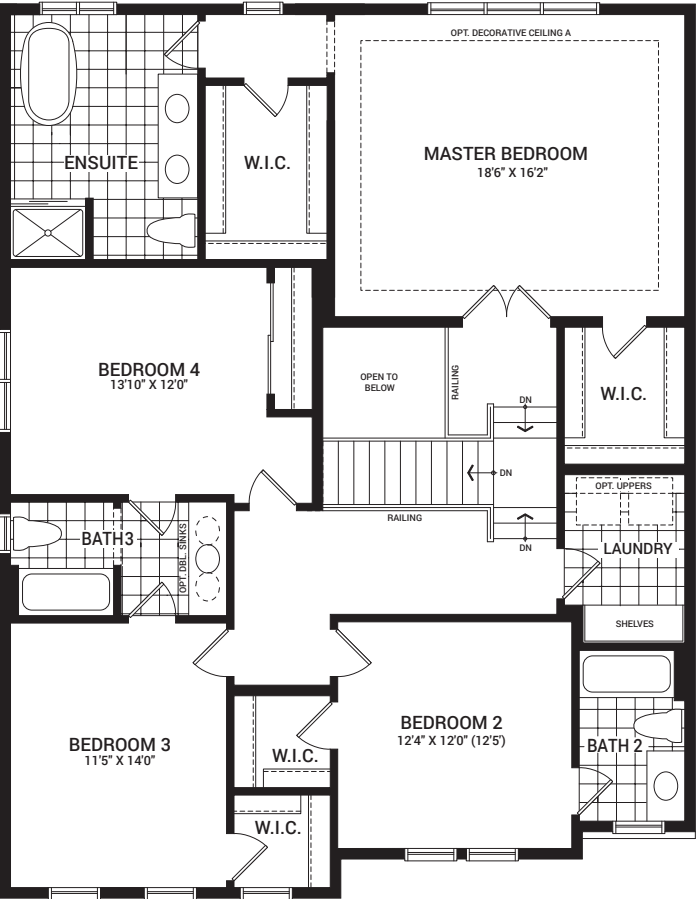 OPT. DECORATIVE CEILING A
ENSUITE
W.I.C.
MASTER BEDROOM
18'6" X 16'2"
BEDROOM 4
13'10" X 12'0"
OPEN TO
BELOW
RAILING
DN
W.I.C.
DN
RAILING
DN
OPT. UPPERS
BATH3
OPT. DBL. SINKS
LAUNDRY
SHELVES
BEDROOM 3
11'5" X 14'0"
W.I.C.
BEDROOM 2
12'4" X 12'0" (12'5')
BATH 2
W.I.C.